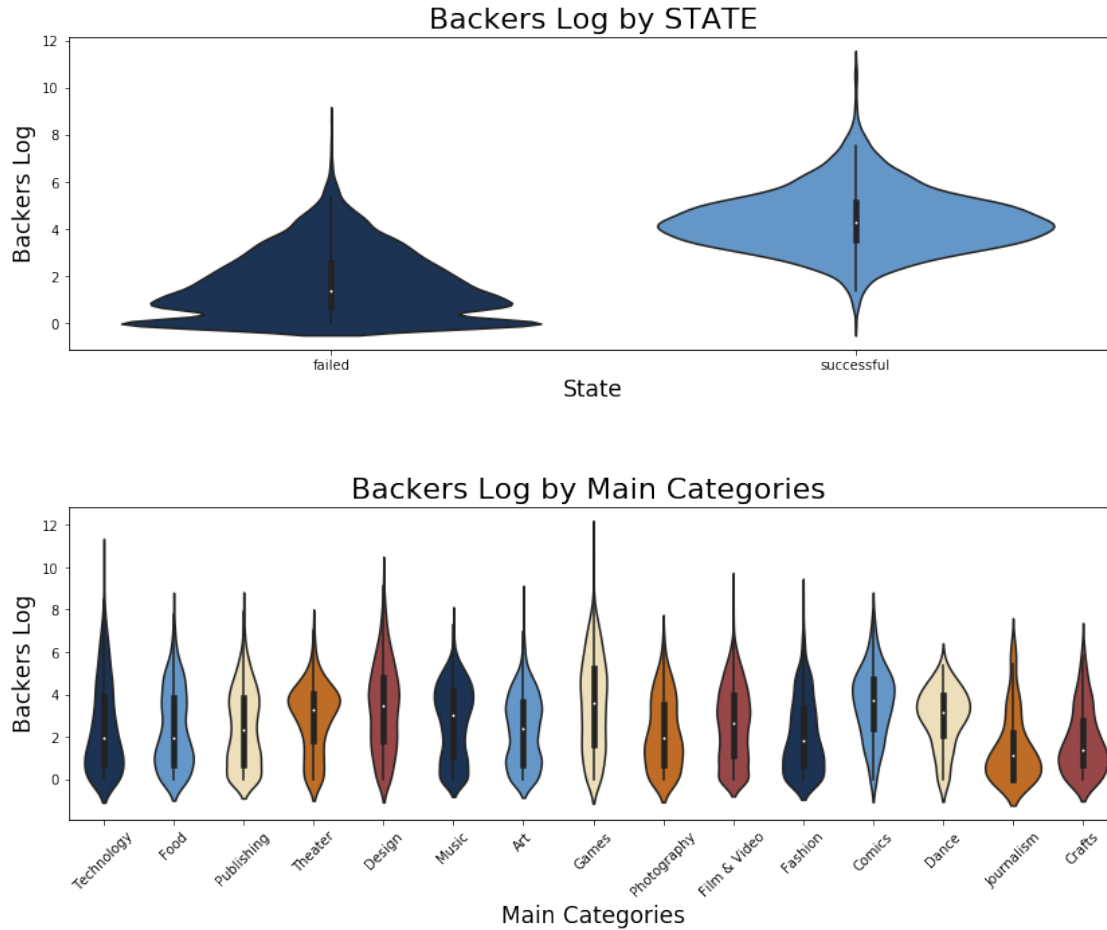 Backers Log by STATE
Backers Log
12
10
8
6
4
2
0
failed
successful
State
Backers Log by Main Categories
Backers Log
12
10
8
6
4
2
0
Technology
Food
Publishing
Theater
Design
Music
Art
Games
Photography
Film & Video
Fashion
Comics
Dance
Journalism
Crafts
Main Categories